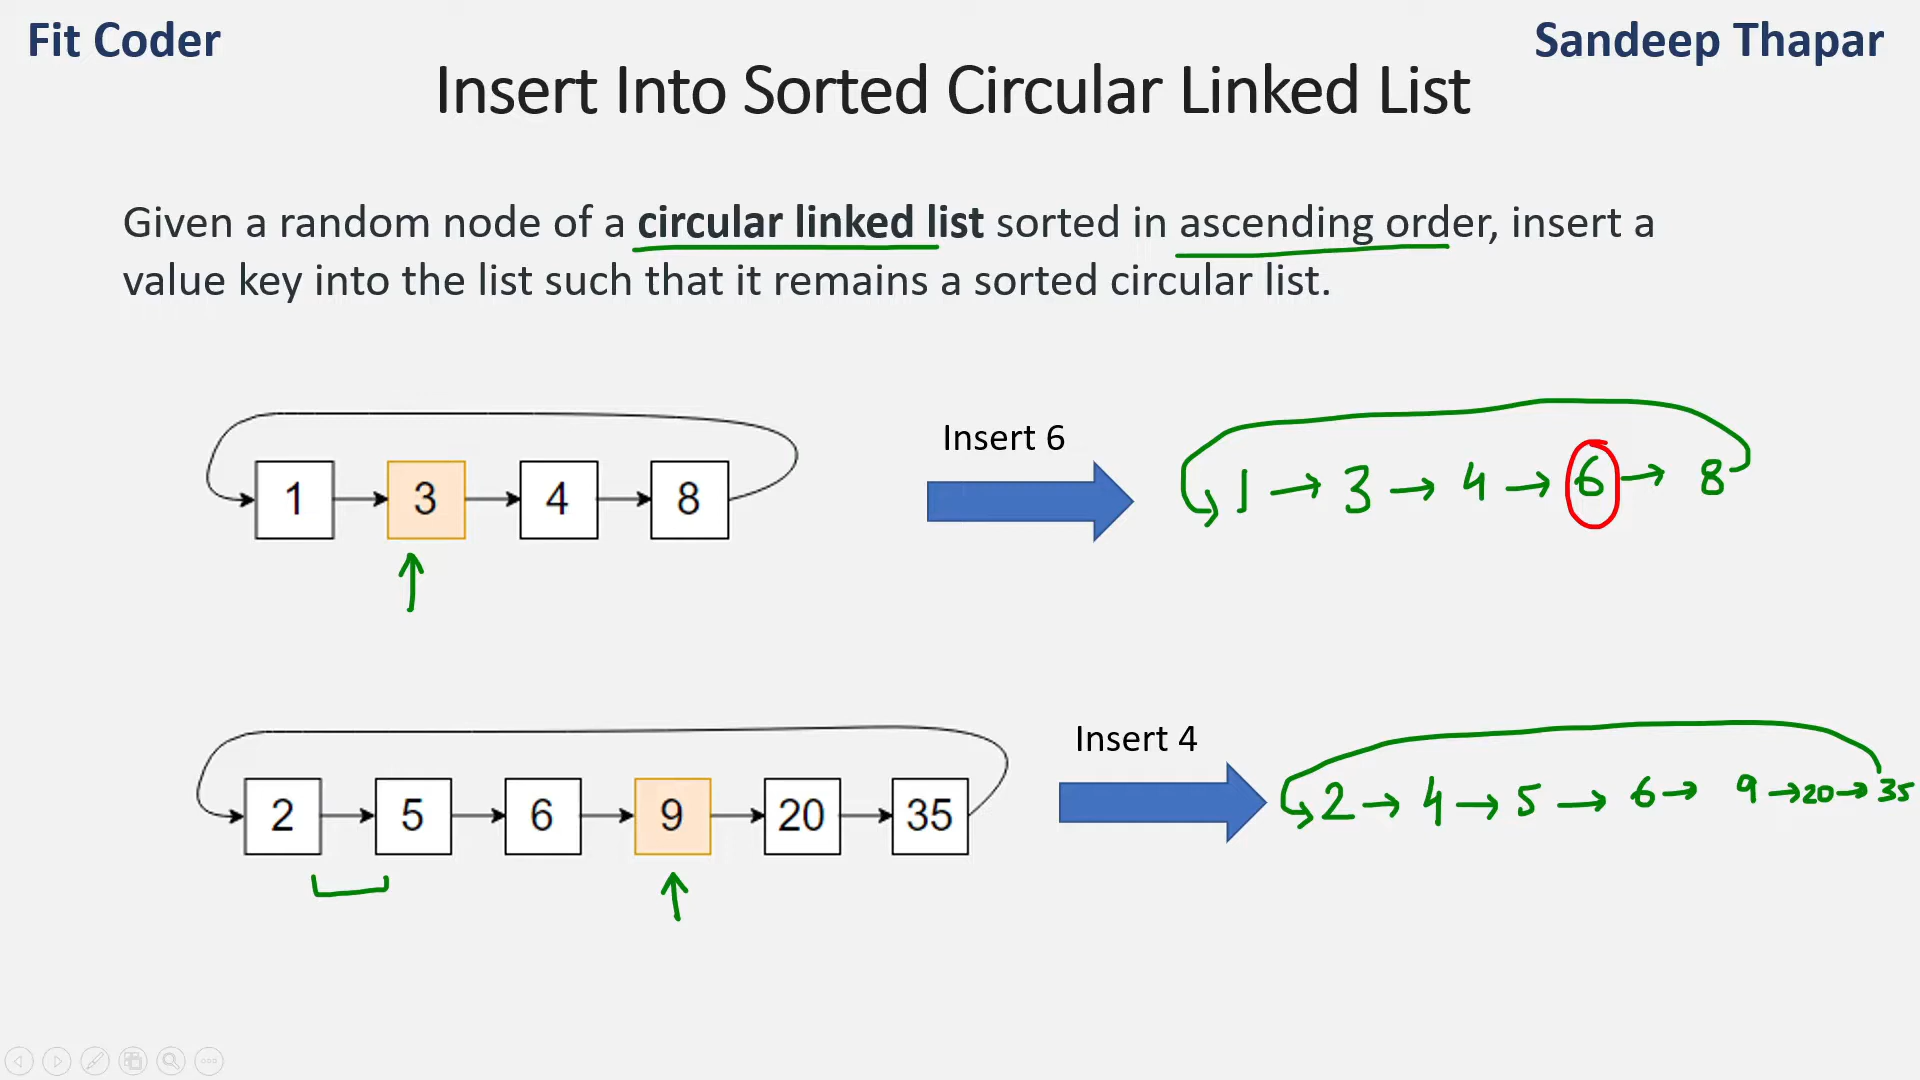 Fit Coder
Sandeep Thapar
Insert Into Sorted Circular Linked List
Given a random node of a circular linked list sorted in ascending order, insert a
value key into the list such that it remains a sorted circular list.
1 3 4 8
Insert 6
1 → 3 → 4 → 6 → 8
2 5 6 9 20 35
Insert 4
2 → 4 → 5 → 6 → 9 → 20 → 35